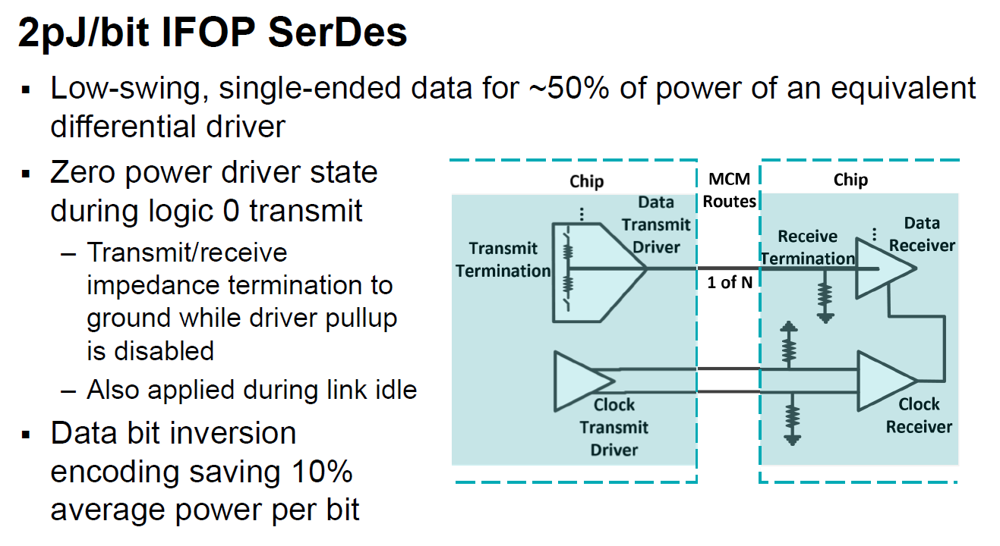 2pJ/bit IFOP SerDes
▪ Low-swing, single-ended data for ~50% of power of an equivalent
differential driver
▪ Zero power driver state
during logic 0 transmit
– Transmit/receive
impedance termination to
ground while driver pullup
is disabled
– Also applied during link idle
▪ Data bit inversion
encoding saving 10%
average power per bit
Chip
MCM
Routes
Chip
Transmit
Termination
...
Data
Transmit
Driver
1 of N
Receive
Termination
...
Data
Receiver
Clock
Transmit
Driver
Clock
Receiver